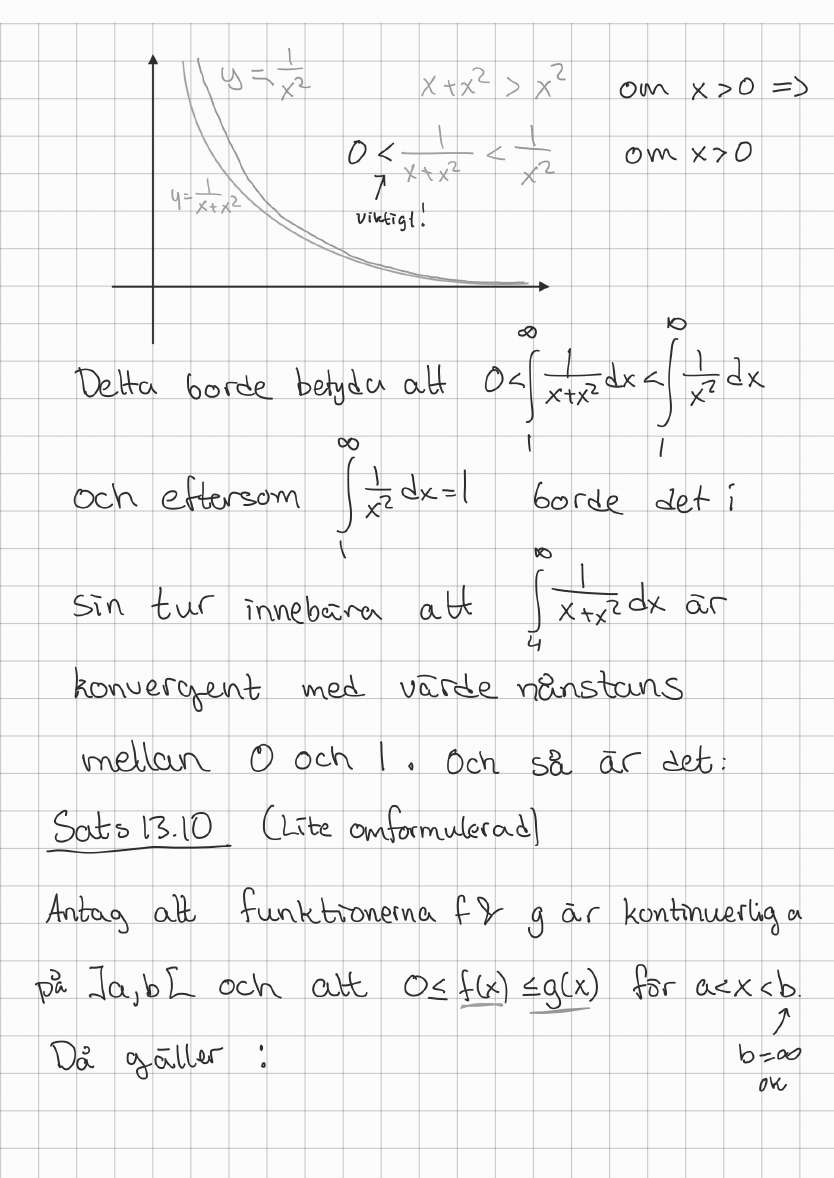 y = 1/x² x+x² > x² om x>0 =>
0 < 1/(x+x²) < 1/x² om x>0
y = 1/(x+x²) viktigt!
Detta borde betyda att 0 < ∫₁^∞ 1/(x+x²) dx < ∫₁^∞ 1/x² dx
och eftersom ∫₁^∞ 1/x² dx = 1 borde det i
sin tur innebära att ∫₄^∞ 1/(x+x²) dx är
konvergent med värde nånstans
mellan 0 och 1. Och så är det:
Sats 13.10 (Lite omformulerad)
Antag att funktionerna f & g är kontinuerliga
på ]a,b[ och att 0≤ f(x) ≤ g(x) för a<x<b.
Då gäller :
b=∞
ok